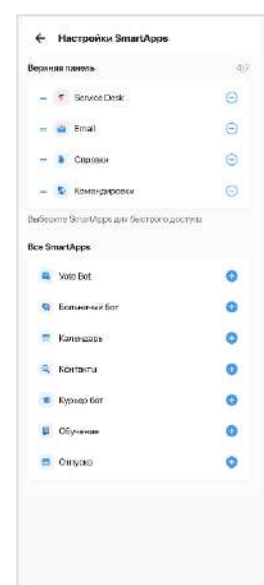 Настройки SmartApps
Верхняя панель 4/7
Service Desk
Email
Справки
Командировки
Выберите SmartApps для быстрого доступа
Все SmartApps
Vote Bot
Больничный бот
Календарь
Контакты
Курьер бот
Обучение
Отпуска